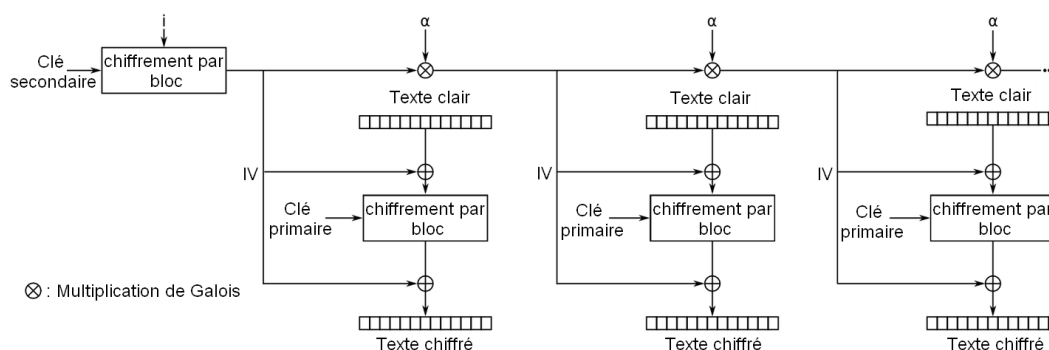 i
α
α
α
Clé
secondaire
chiffrement par
bloc
Texte clair
Texte clair
Texte clair
IV
IV
IV
Clé
primaire
chiffrement par
bloc
Clé
primaire
chiffrement par
bloc
Clé
primaire
chiffrement par
bloc
⊗ : Multiplication de Galois
Texte chiffré
Texte chiffré
Texte chiffré